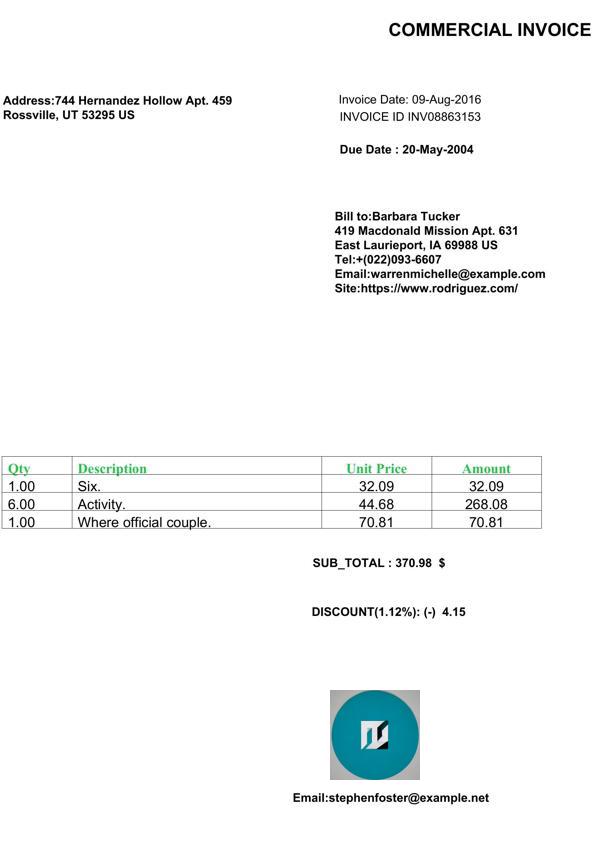 COMMERCIAL INVOICE
Address:744 Hernandez Hollow Apt. 459
Rossville, UT 53295 US
Invoice Date: 09-Aug-2016
INVOICE ID INV08863153
Due Date : 20-May-2004
Bill to:Barbara Tucker
419 Macdonald Mission Apt. 631
East Laurieport, IA 69988 US
Tel:+(022)093-6607
Email:warrenmichelle@example.com
Site:https://www.rodriguez.com/
Qty Description Unit Price Amount
1.00 Six. 32.09 32.09
6.00 Activity. 44.68 268.08
1.00 Where official couple. 70.81 70.81
SUB_TOTAL : 370.98 $
DISCOUNT(1.12%): (-) 4.15
Email:stephenfoster@example.net